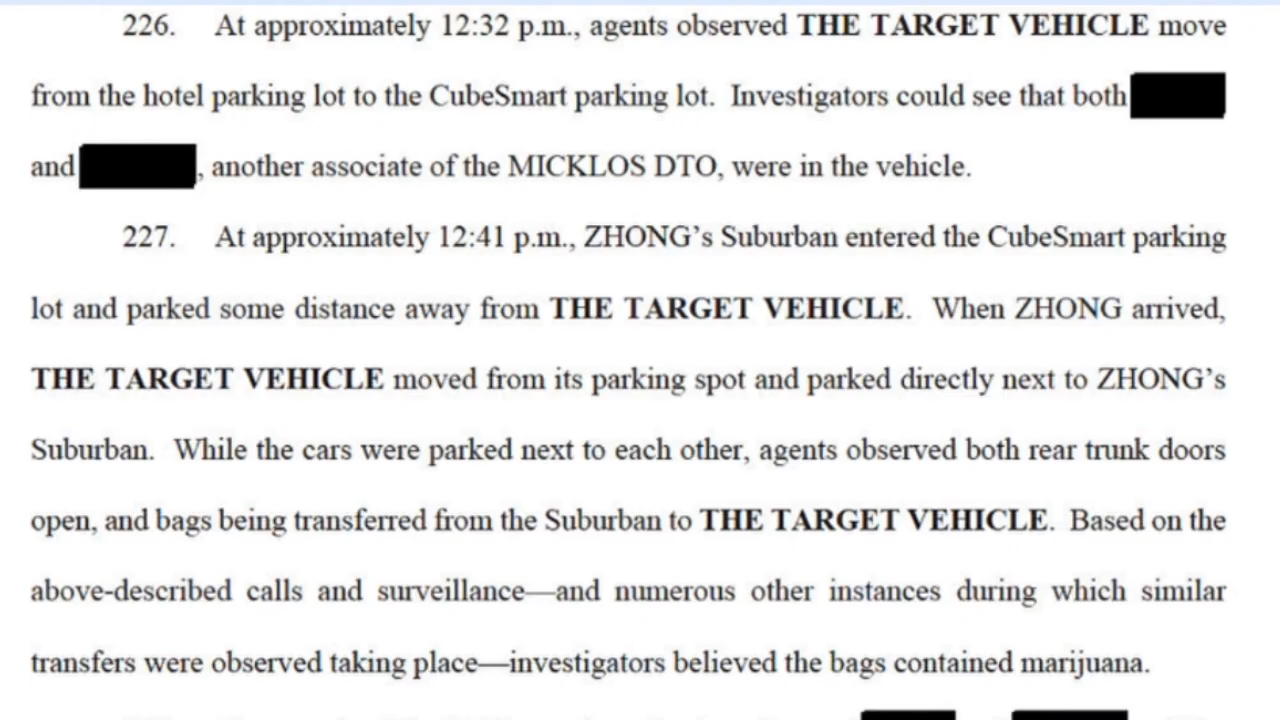 226. At approximately 12:32 p.m., agents observed THE TARGET VEHICLE move
from the hotel parking lot to the CubeSmart parking lot. Investigators could see that both
and , another associate of the MICKLOS DTO, were in the vehicle.
227. At approximately 12:41 p.m., ZHONG’s Suburban entered the CubeSmart parking
lot and parked some distance away from THE TARGET VEHICLE. When ZHONG arrived,
THE TARGET VEHICLE moved from its parking spot and parked directly next to ZHONG’s
Suburban. While the cars were parked next to each other, agents observed both rear trunk doors
open, and bags being transferred from the Suburban to THE TARGET VEHICLE. Based on the
above-described calls and surveillance—and numerous other instances during which similar
transfers were observed taking place—investigators believed the bags contained marijuana.